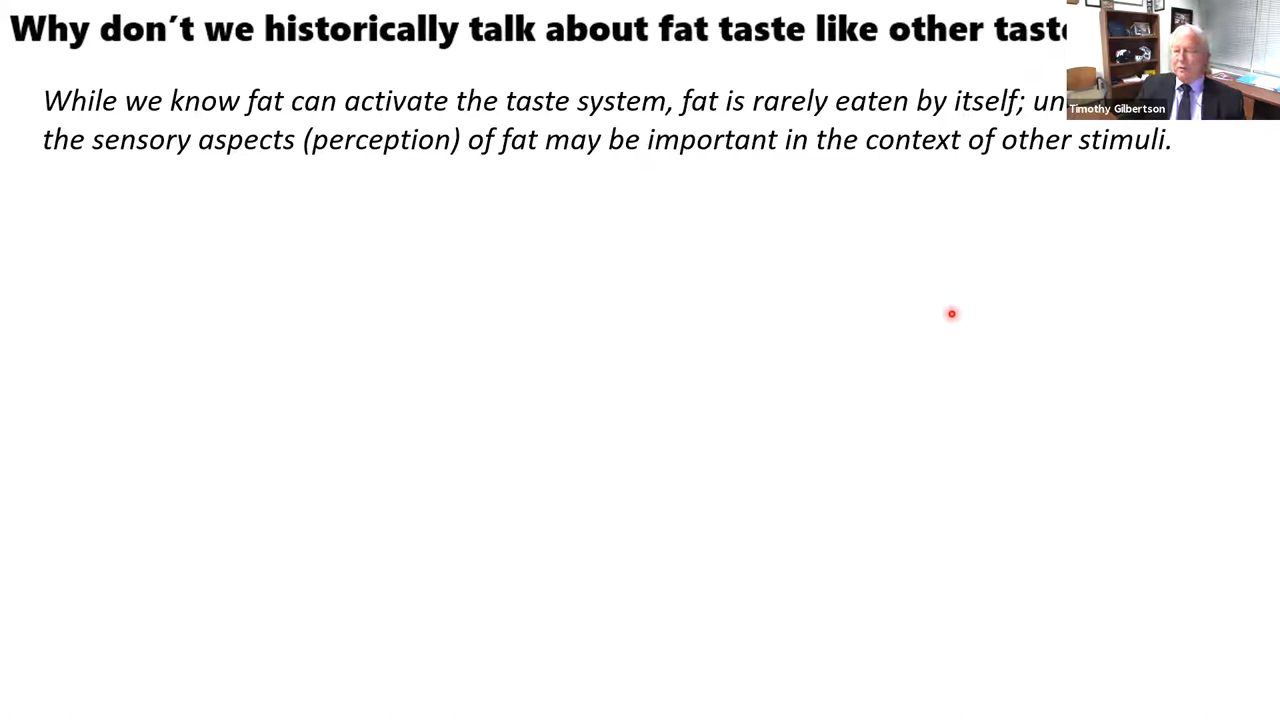 Why don’t we historically talk about fat taste like other
While we know fat can activate the taste system, fat is rarely eaten by itself;
the sensory aspects (perception) of fat may be important in the context of other stimuli.
Timothy Gilbertson